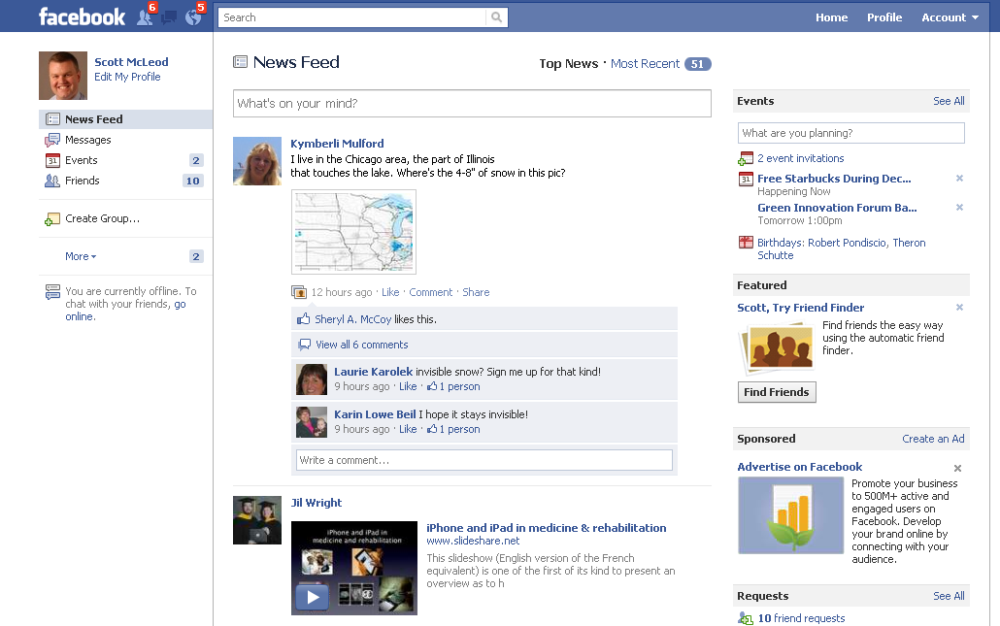 facebook
6
5
Search
Home
Profile
Account
Scott McLeod
Edit My Profile
News Feed
Messages
Events 2
Friends 10
Create Group...
More 2
You are currently offline. To
chat with your friends, go
online.
News Feed
Top News · Most Recent 51
What's on your mind?
Kymberli Mulford
I live in the Chicago area, the part of Illinois
that touches the lake. Where's the 4-8" of snow in this pic?
12 hours ago · Like · Comment · Share
Sheryl A. McCoy likes this.
View all 6 comments
Laurie Karolek invisible snow? Sign me up for that kind!
9 hours ago · Like · 1 person
Karin Lowe Beil I hope it stays invisible!
9 hours ago · Like · 1 person
Write a comment...
Jil Wright
iPhone and iPad in
medicine and rehabilitation
iPhone and iPad in medicine & rehabilitation
www.slideshare.net
This slideshow (English version of the French
equivalent) is one of the first of its kind to present an
overview as to h
Events See All
What are you planning?
2 event invitations
31
Free Starbucks During Dec...
Happening Now
Green Innovation Forum Ba...
Tomorrow 1:00pm
Birthdays: Robert Pondiscio, Theron
Schutte
Featured
Scott, Try Friend Finder
Find friends the easy way
using the automatic friend
finder.
Find Friends
Sponsored Create an Ad
Advertise on Facebook
Promote your business
to 500M+ active and
engaged users on
Facebook. Develop
your brand online by
connecting with your
audience.
Requests See All
10 friend requests